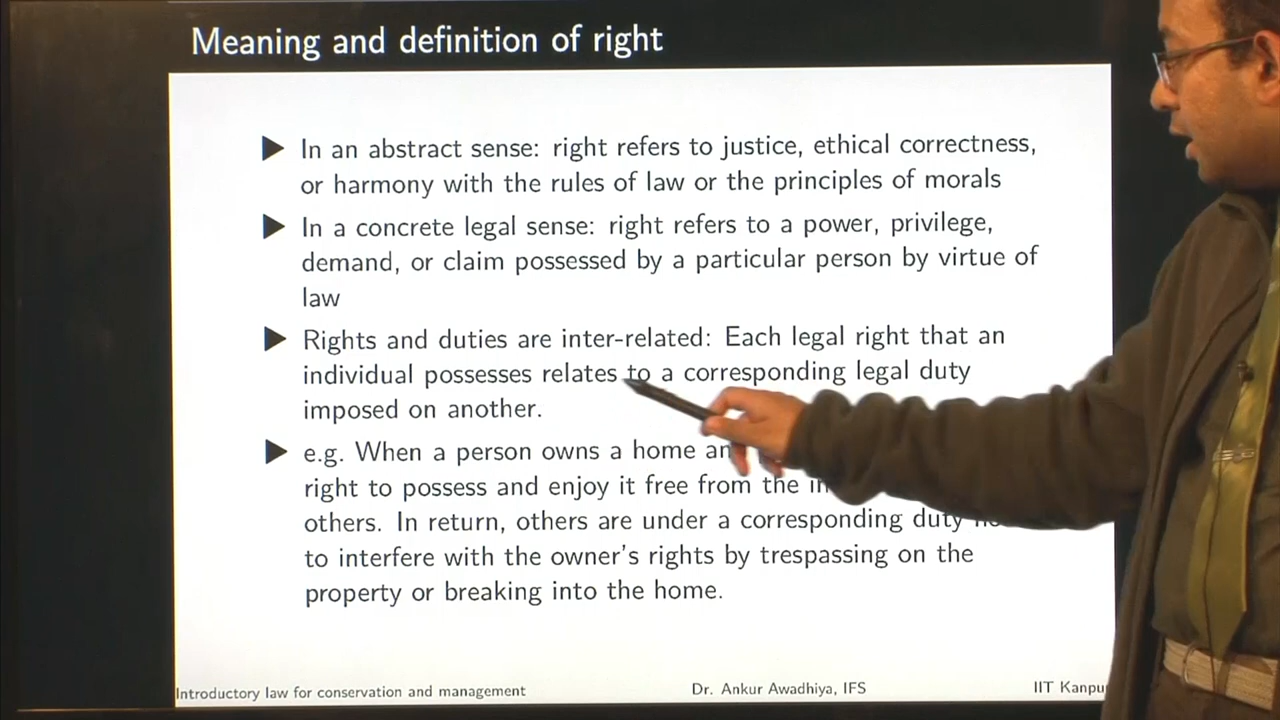 Meaning and definition of right
In an abstract sense: right refers to justice, ethical correctness,
or harmony with the rules of law or the principles of morals
In a concrete legal sense: right refers to a power, privilege,
demand, or claim possessed by a particular person by virtue of
law
Rights and duties are inter-related: Each legal right that an
individual possesses relates to a corresponding legal duty
imposed on another.
e.g. When a person owns a home
right to possess and enjoy it free from the
others. In return, others are under a corresponding duty
to interfere with the owner's rights by trespassing on the
property or breaking into the home.
Introductory law for conservation and management Dr. Ankur Awadhiya, IFS IIT